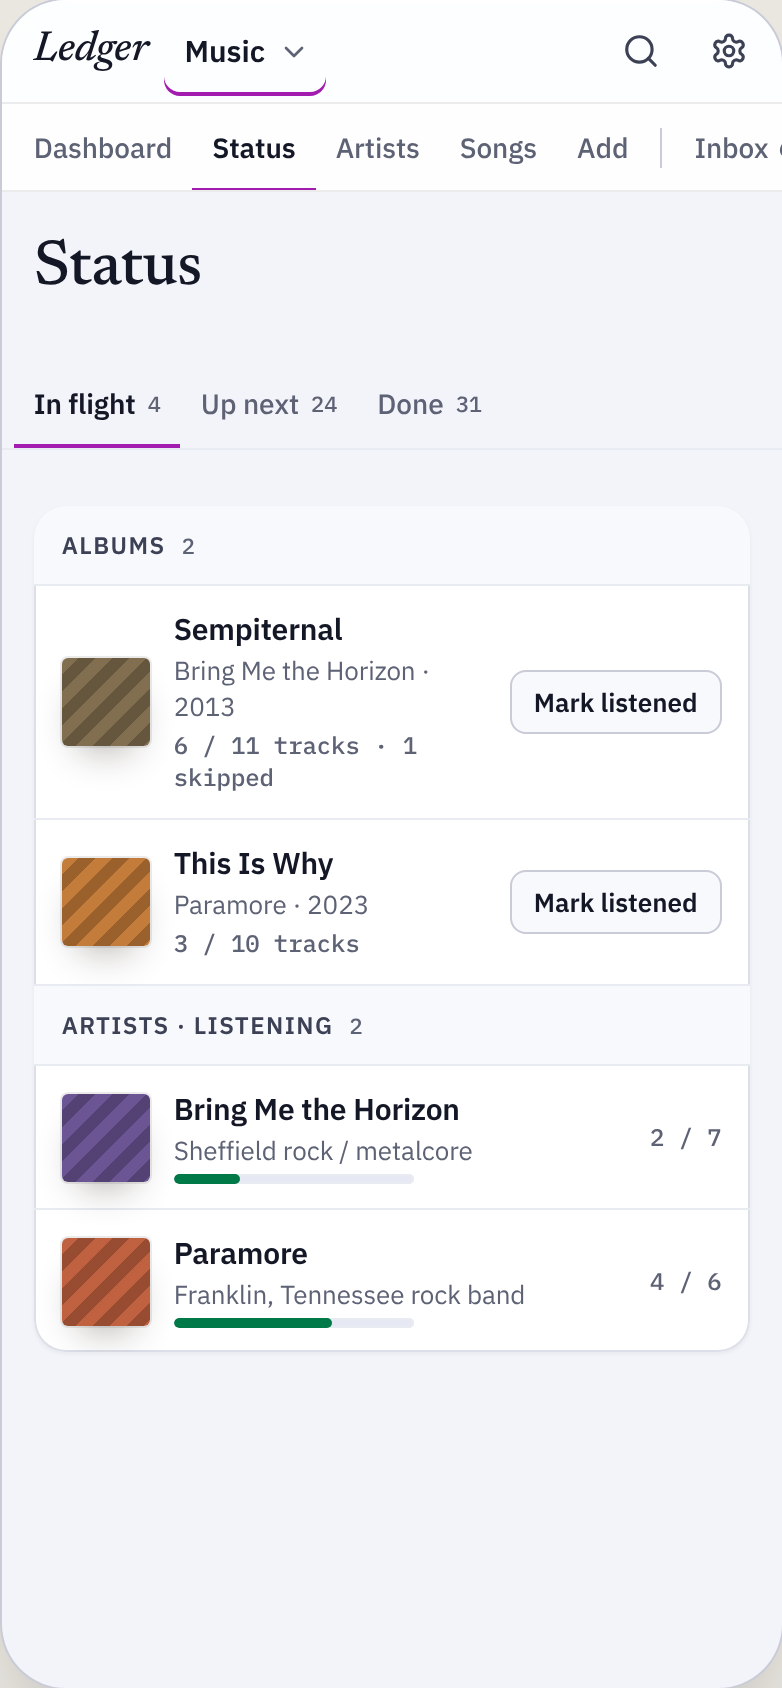 Ledger Music
Dashboard Status Artists Songs Add Inbox
Status
In flight 4 Up next 24 Done 31
ALBUMS 2
Sempiternal
Bring Me the Horizon ·
2013
6 / 11 tracks · 1
skipped
Mark listened
This Is Why
Paramore · 2023
3 / 10 tracks
Mark listened
ARTISTS · LISTENING 2
Bring Me the Horizon
Sheffield rock / metalcore
2 / 7
Paramore
Franklin, Tennessee rock band
4 / 6